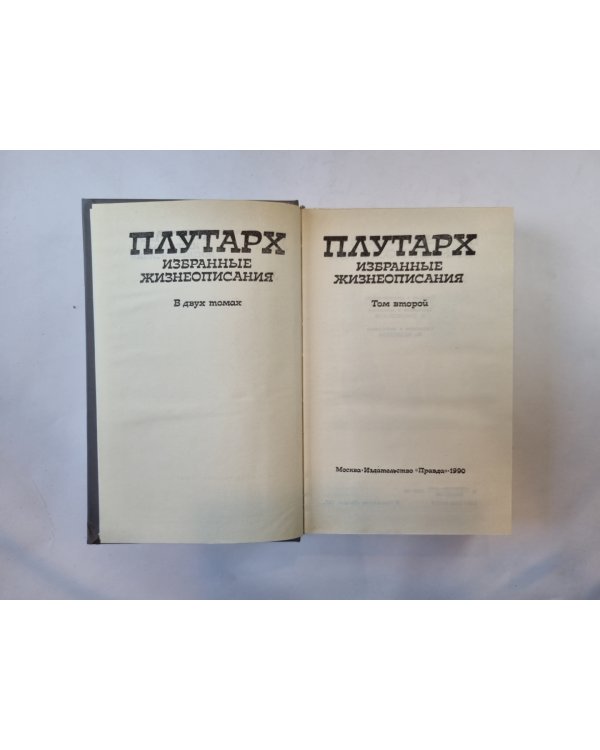 ПЛУТАРХ
ИЗБРАННЫЕ
ЖИЗНЕОПИСАНИЯ
В двух томах
ПЛУТАРХ
ИЗБРАННЫЕ
ЖИЗНЕОПИСАНИЯ
Том второй
Москва·Издательство «Правда»·1990